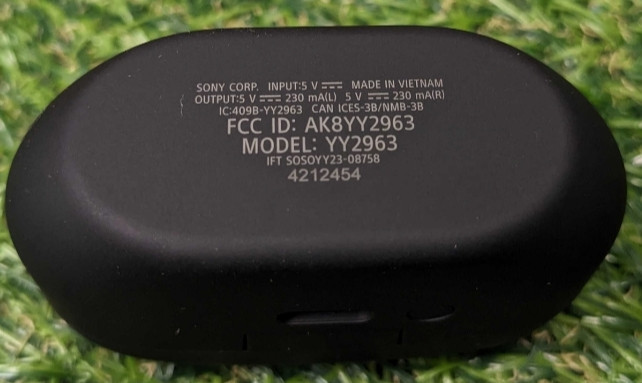 SONY CORP. INPUT:5 V ⎓ MADE IN VIETNAM
OUTPUT:5 V ⎓ 230 mA(L) 5 V ⎓ 230 mA(R)
IC:409B-YY2963 CAN ICES-3B/NMB-3B
FCC ID: AK8YY2963
MODEL: YY2963
IFT SOSOYY23-08758
4212454